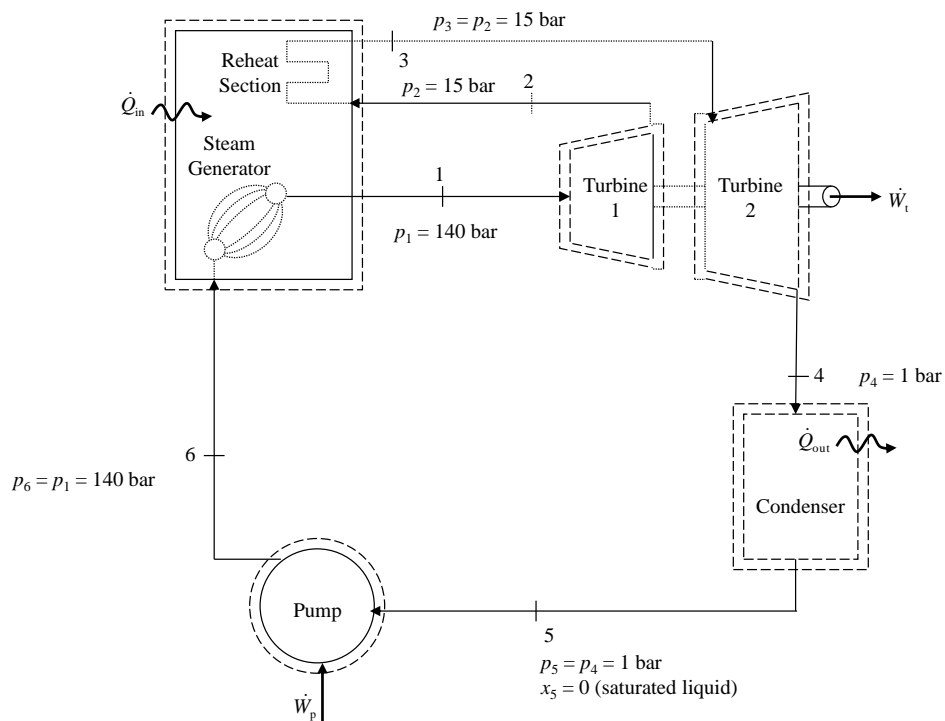 p3 = p2 = 15 bar
3
Reheat
Section
p2 = 15 bar
2
Q̇in
Steam
Generator
1
p1 = 140 bar
Turbine
1
Turbine
2
Ẇt
4
p4 = 1 bar
Q̇out
Condenser
6
p6 = p1 = 140 bar
Pump
5
p5 = p4 = 1 bar
x5 = 0 (saturated liquid)
Ẇp